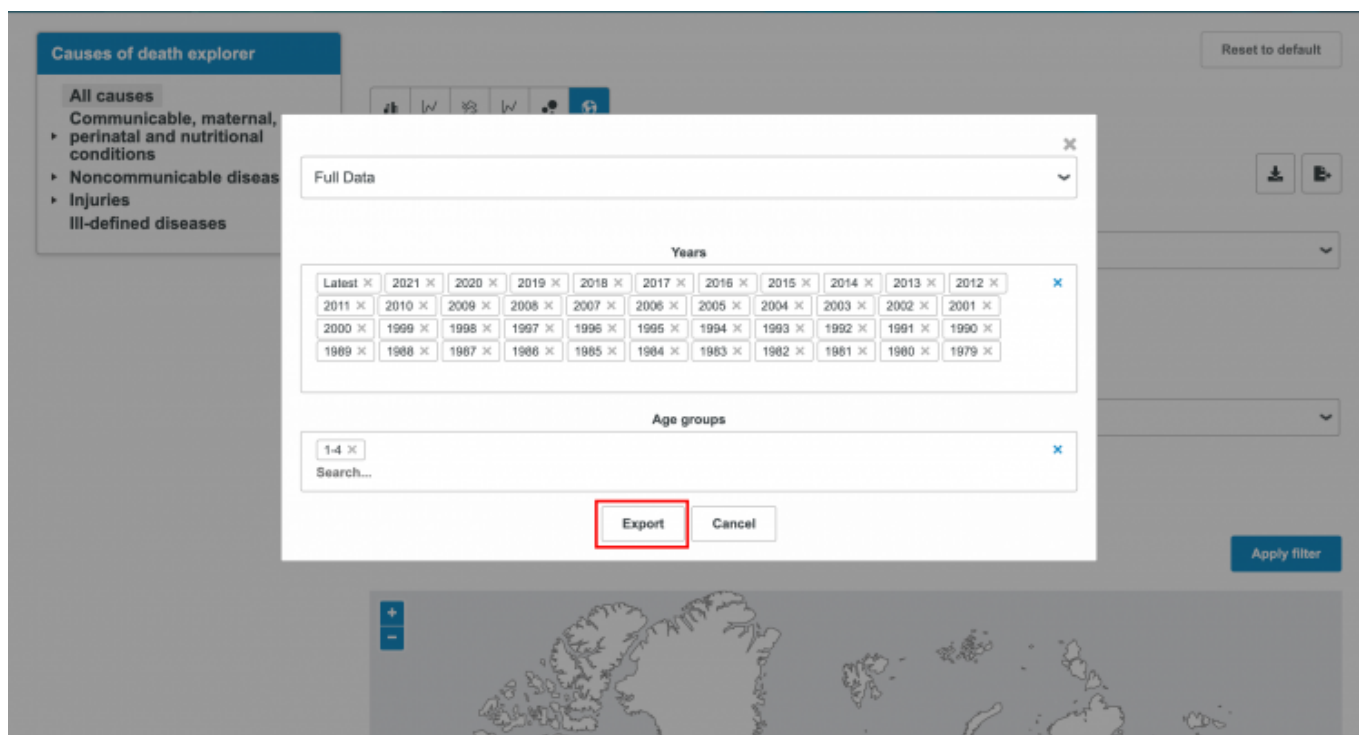 Causes of death explorer
Reset to default
All causes
Communicable, maternal,
perinatal and nutritional
conditions
Noncommunicable diseas
Injuries
Ill-defined diseases
Full Data
Years
Latest 2021 2020 2019 2018 2017 2016 2015 2014 2013 2012
2011 2010 2009 2008 2007 2006 2005 2004 2003 2002 2001
2000 1999 1998 1997 1996 1995 1994 1993 1992 1991 1990
1989 1988 1987 1986 1985 1984 1983 1982 1981 1980 1979
Age groups
1-4
Search...
Export Cancel
Apply filter